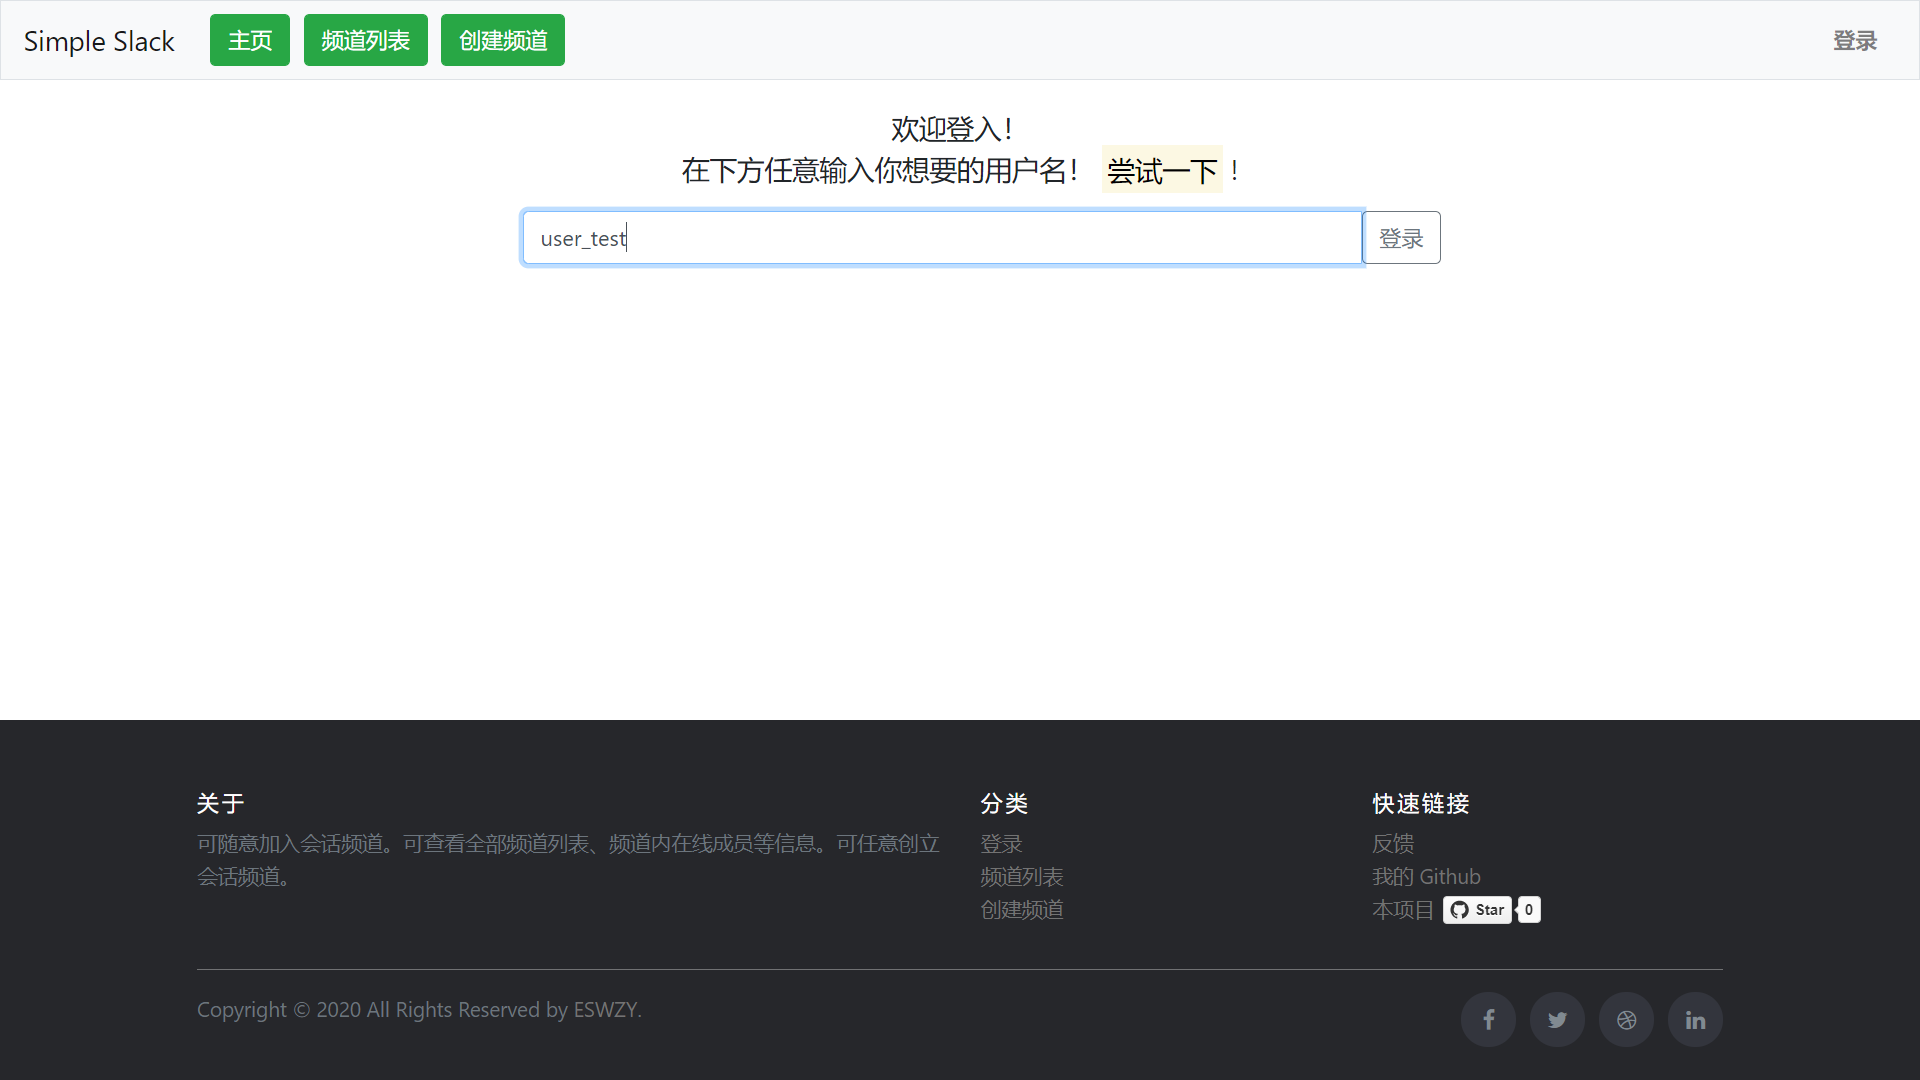 Simple Slack 主页 频道列表 创建频道 登录
欢迎登入！
在下方任意输入你想要的用户名！ 尝试一下 ！
user_test 登录
关于
可随意加入会话频道。可查看全部频道列表、频道内在线成员等信息。可任意创立
会话频道。
分类
登录
频道列表
创建频道
快速链接
反馈
我的 Github
本项目 Star 0
Copyright © 2020 All Rights Reserved by ESWZY.